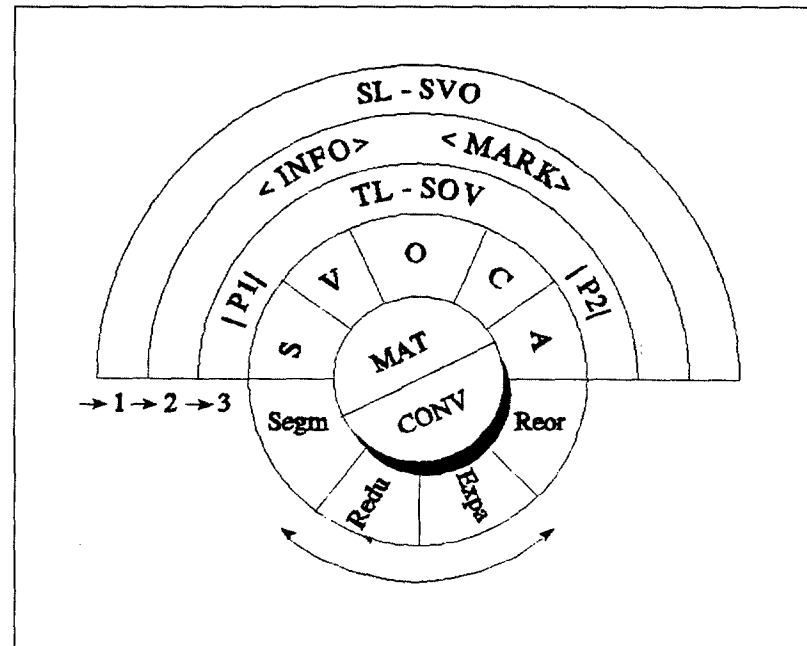 SL - SVO
<INFO> <MARK>
TL - SOV
|P1| |P2|
S V O C A
MAT
CONV
→ 1 → 2 → 3
Segm Redu Expa Reor